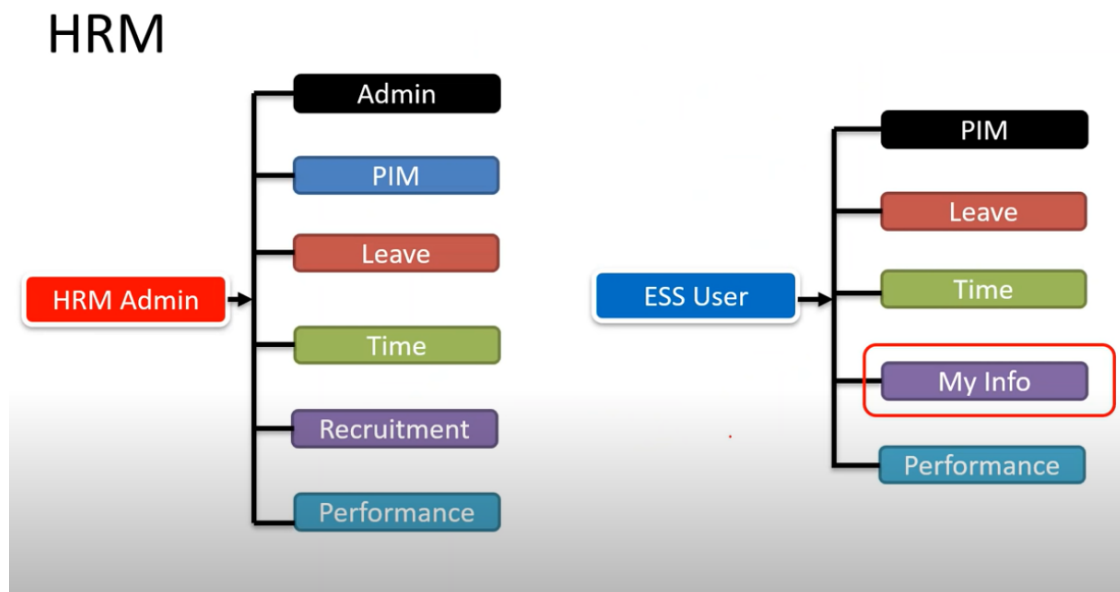 HRM
HRM Admin
Admin
PIM
Leave
Time
Recruitment
Performance
ESS User
PIM
Leave
Time
My Info
Performance